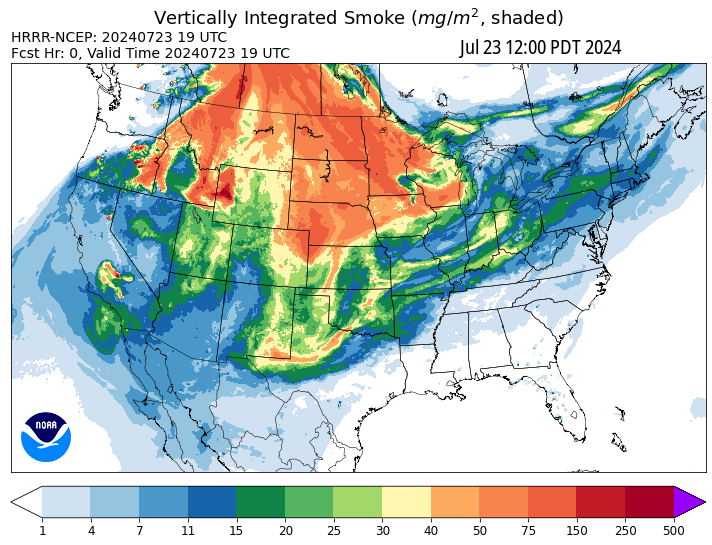 Vertically Integrated Smoke (mg/m², shaded)
HRRR-NCEP: 20240723 19 UTC
Fcst Hr: 0, Valid Time 20240723 19 UTC
Jul 23 12:00 PDT 2024
NOAA
1 4 7 11 15 20 25 30 40 50 75 150 250 500